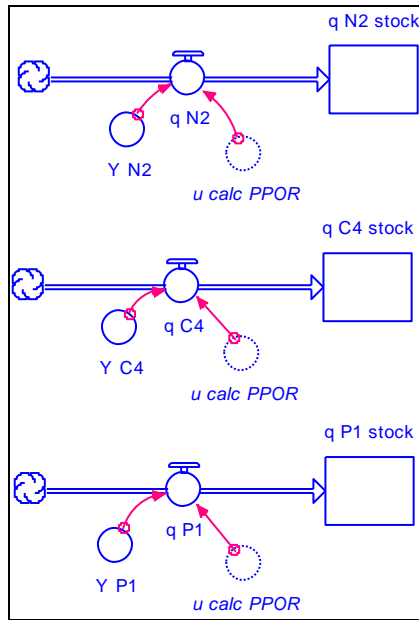 q N2 stock
q N2
Y N2
u calc PPOR
q C4 stock
q C4
Y C4
u calc PPOR
q P1 stock
q P1
Y P1
u calc PPOR